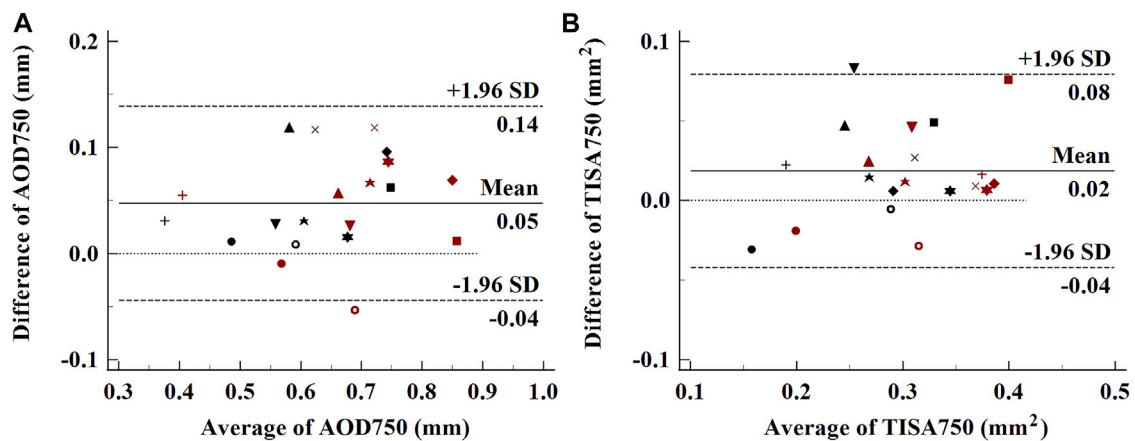 A
Difference of AOD750 (mm)
0.2
0.1
0.0
-0.1
+1.96 SD
0.14
Mean
0.05
-1.96 SD
-0.04
0.3 0.4 0.5 0.6 0.7 0.8 0.9 1.0
Average of AOD750 (mm)
B
Difference of TISA750 (mm²)
0.1
0.0
-0.1
+1.96 SD
0.08
Mean
0.02
-1.96 SD
-0.04
0.1 0.2 0.3 0.4 0.5
Average of TISA750 (mm²)